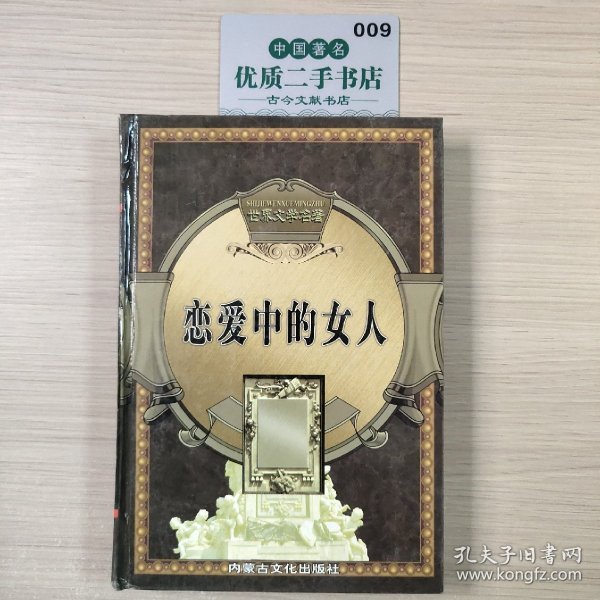 009
中国著名
优质二手书店
古今文献书店
SHIJIEWENXUEMINGZHU
世界文学名著
恋爱中的女人
内蒙古文化出版社
孔夫子旧书网
www.kongfz.com